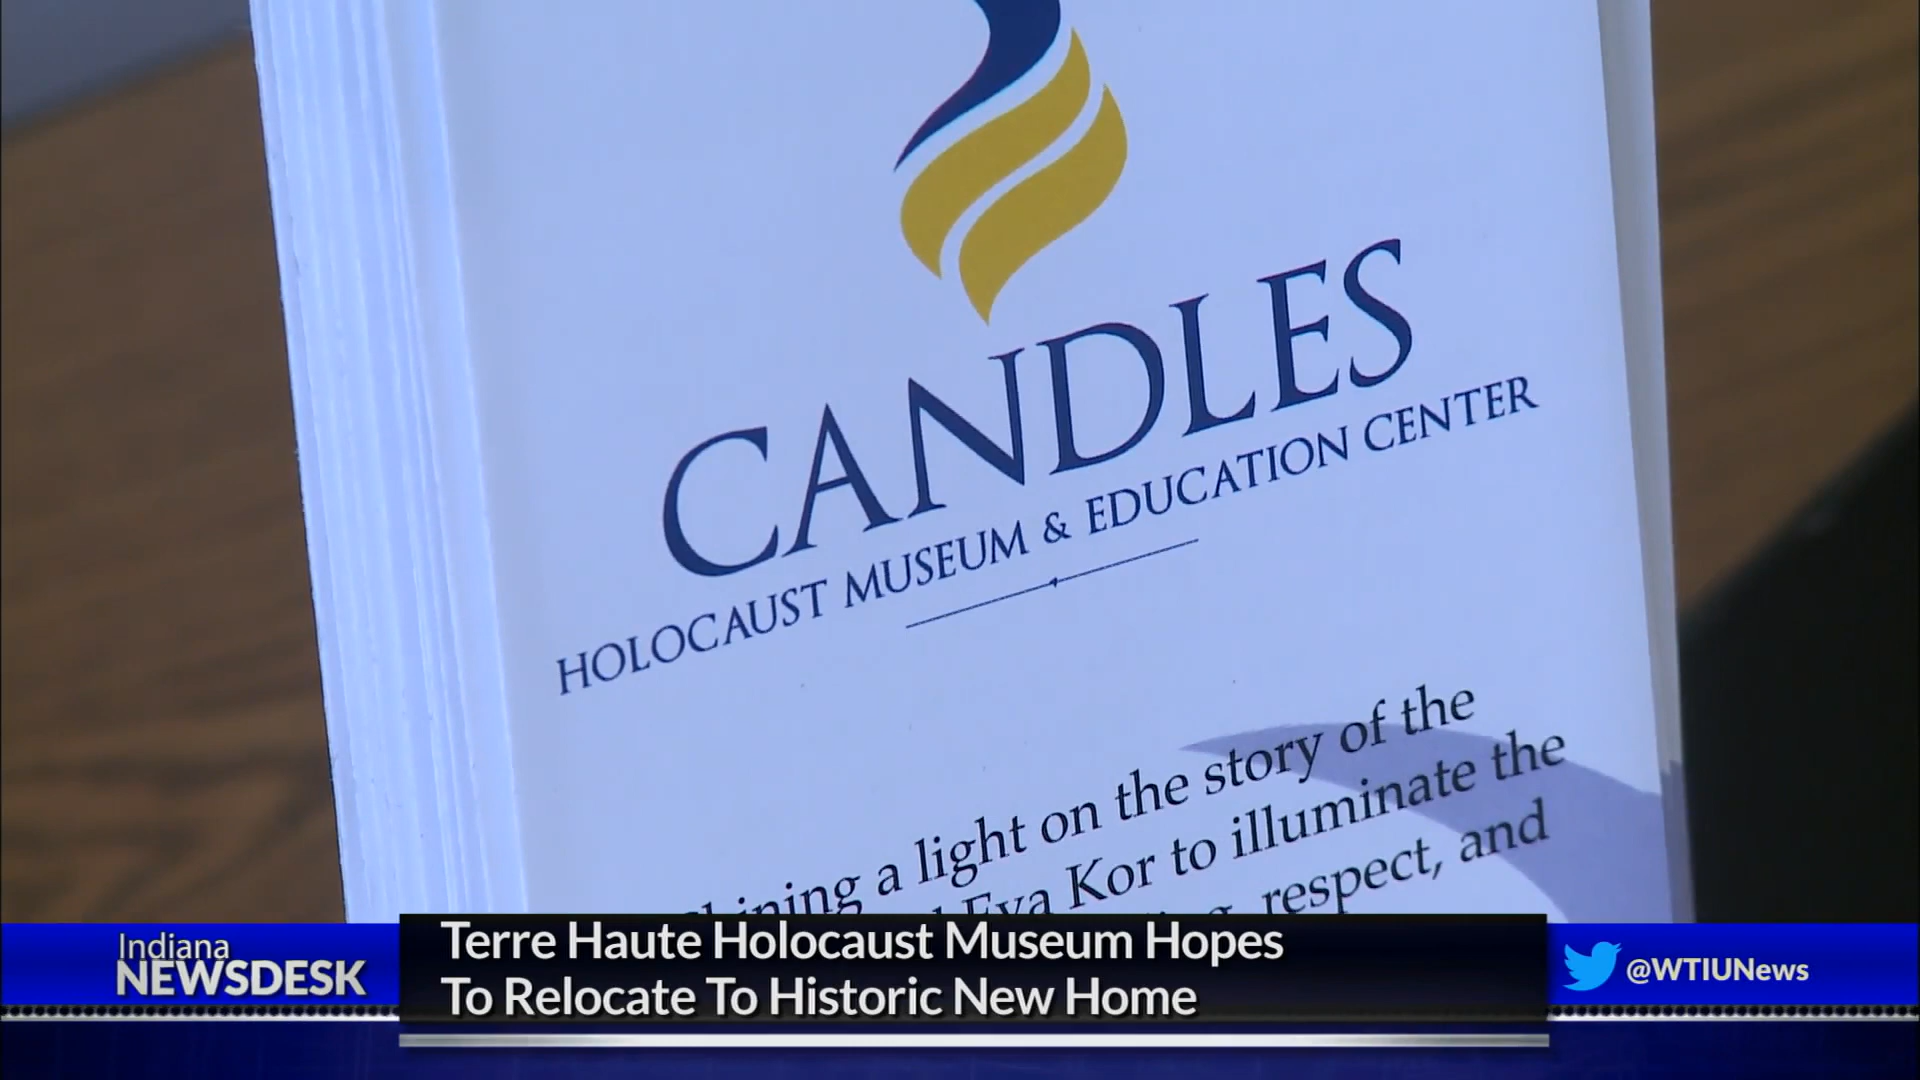 CANDLES
HOLOCAUST MUSEUM & EDUCATION CENTER
a light on the story of the
Eva Kor to illuminate the
respect, and
Indiana
NEWSDESK
Terre Haute Holocaust Museum Hopes
To Relocate To Historic New Home
@WTIUNews